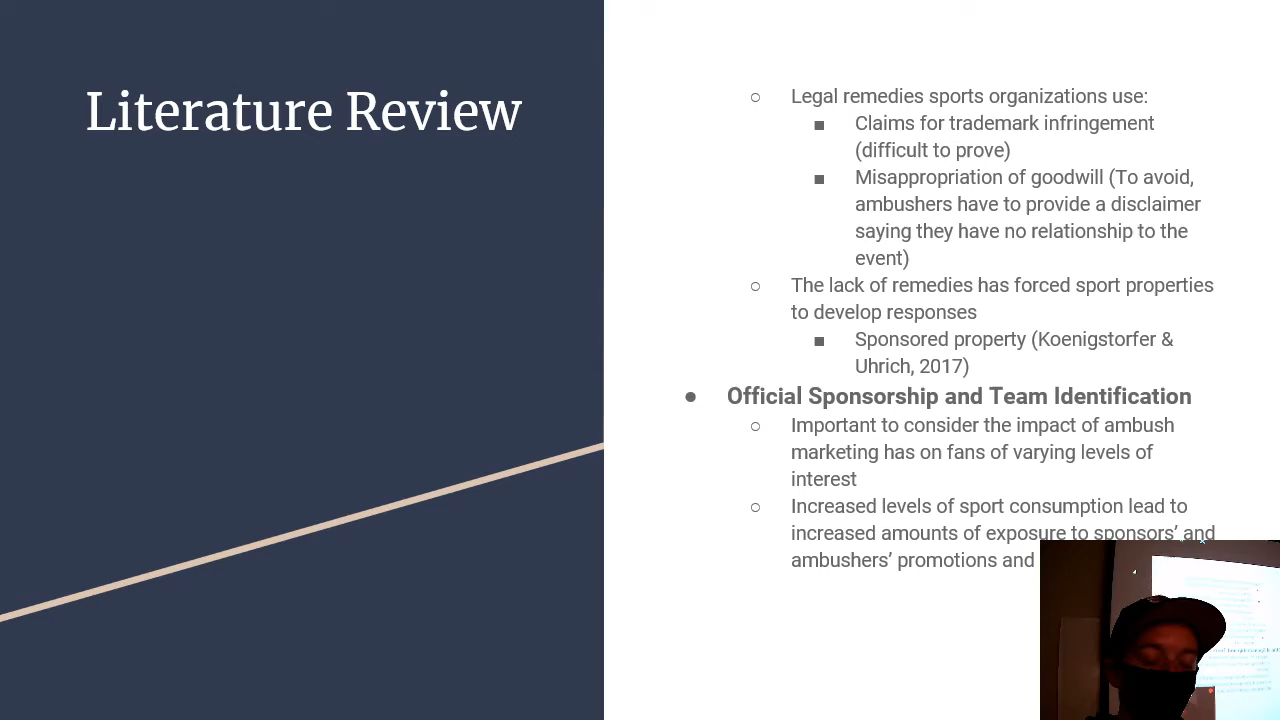 Literature Review
○ Legal remedies sports organizations use:
■ Claims for trademark infringement
(difficult to prove)
■ Misappropriation of goodwill (To avoid,
ambushers have to provide a disclaimer
saying they have no relationship to the
event)
○ The lack of remedies has forced sport properties
to develop responses
■ Sponsored property (Koenigstorfer &
Uhrich, 2017)
● Official Sponsorship and Team Identification
○ Important to consider the impact of ambush
marketing has on fans of varying levels of
interest
○ Increased levels of sport consumption lead to
increased amounts of exposure to sponsors’ and
ambushers’ promotions and